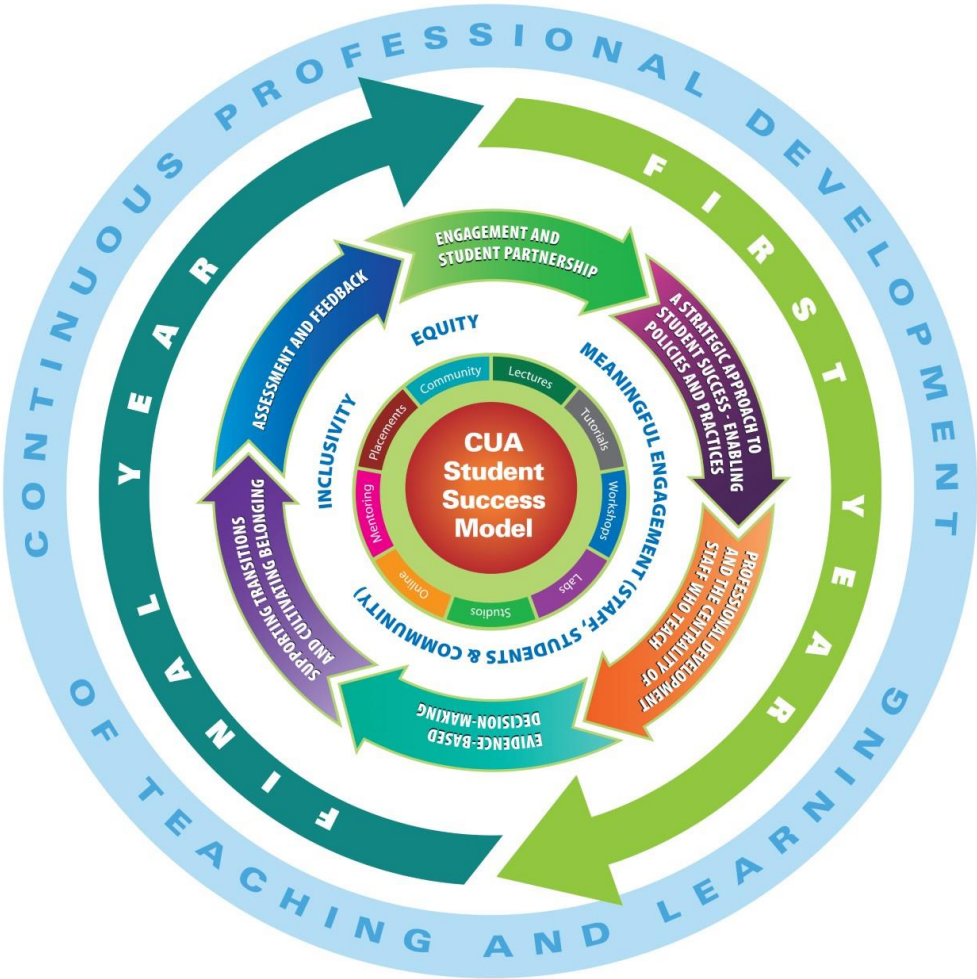 CONTINUOUS PROFESSIONAL DEVELOPMENT
OF TEACHING AND LEARNING
FIRST YEAR
FINAL YEAR
ENGAGEMENT AND
STUDENT PARTNERSHIP
A STRATEGIC APPROACH TO
STUDENT SUCCESS - ENABLING
POLICIES AND PRACTICES
PROFESSIONAL DEVELOPMENT
AND THE CENTRALITY OF
STAFF WHO TEACH
EVIDENCE-BASED
DECISION-MAKING
SUPPORTING TRANSITIONS
AND CULTIVATING BELONGING
ASSESSMENT AND FEEDBACK
EQUITY
MEANINGFUL ENGAGEMENT (STAFF, STUDENTS & COMMUNITY)
INCLUSIVITY
Community
Lectures
Tutorials
Workshops
Labs
Studios
Online
Mentoring
Placements
CUA
Student
Success
Model